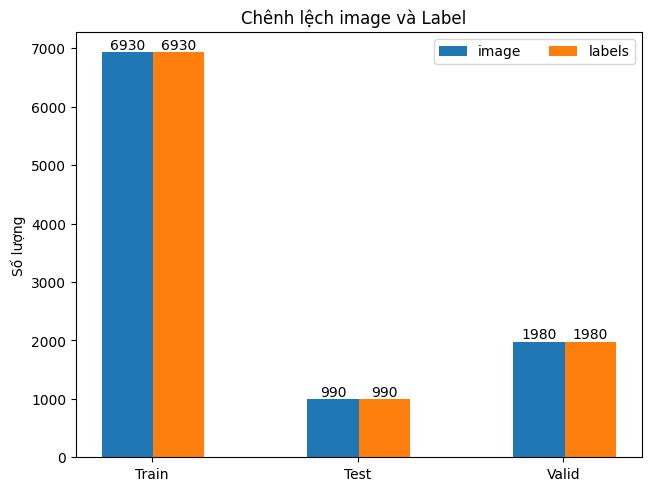 Chênh lệch image và Label
image labels
Số lượng
7000
6000
5000
4000
3000
2000
1000
0
6930 6930
990 990
1980 1980
Train Test Valid